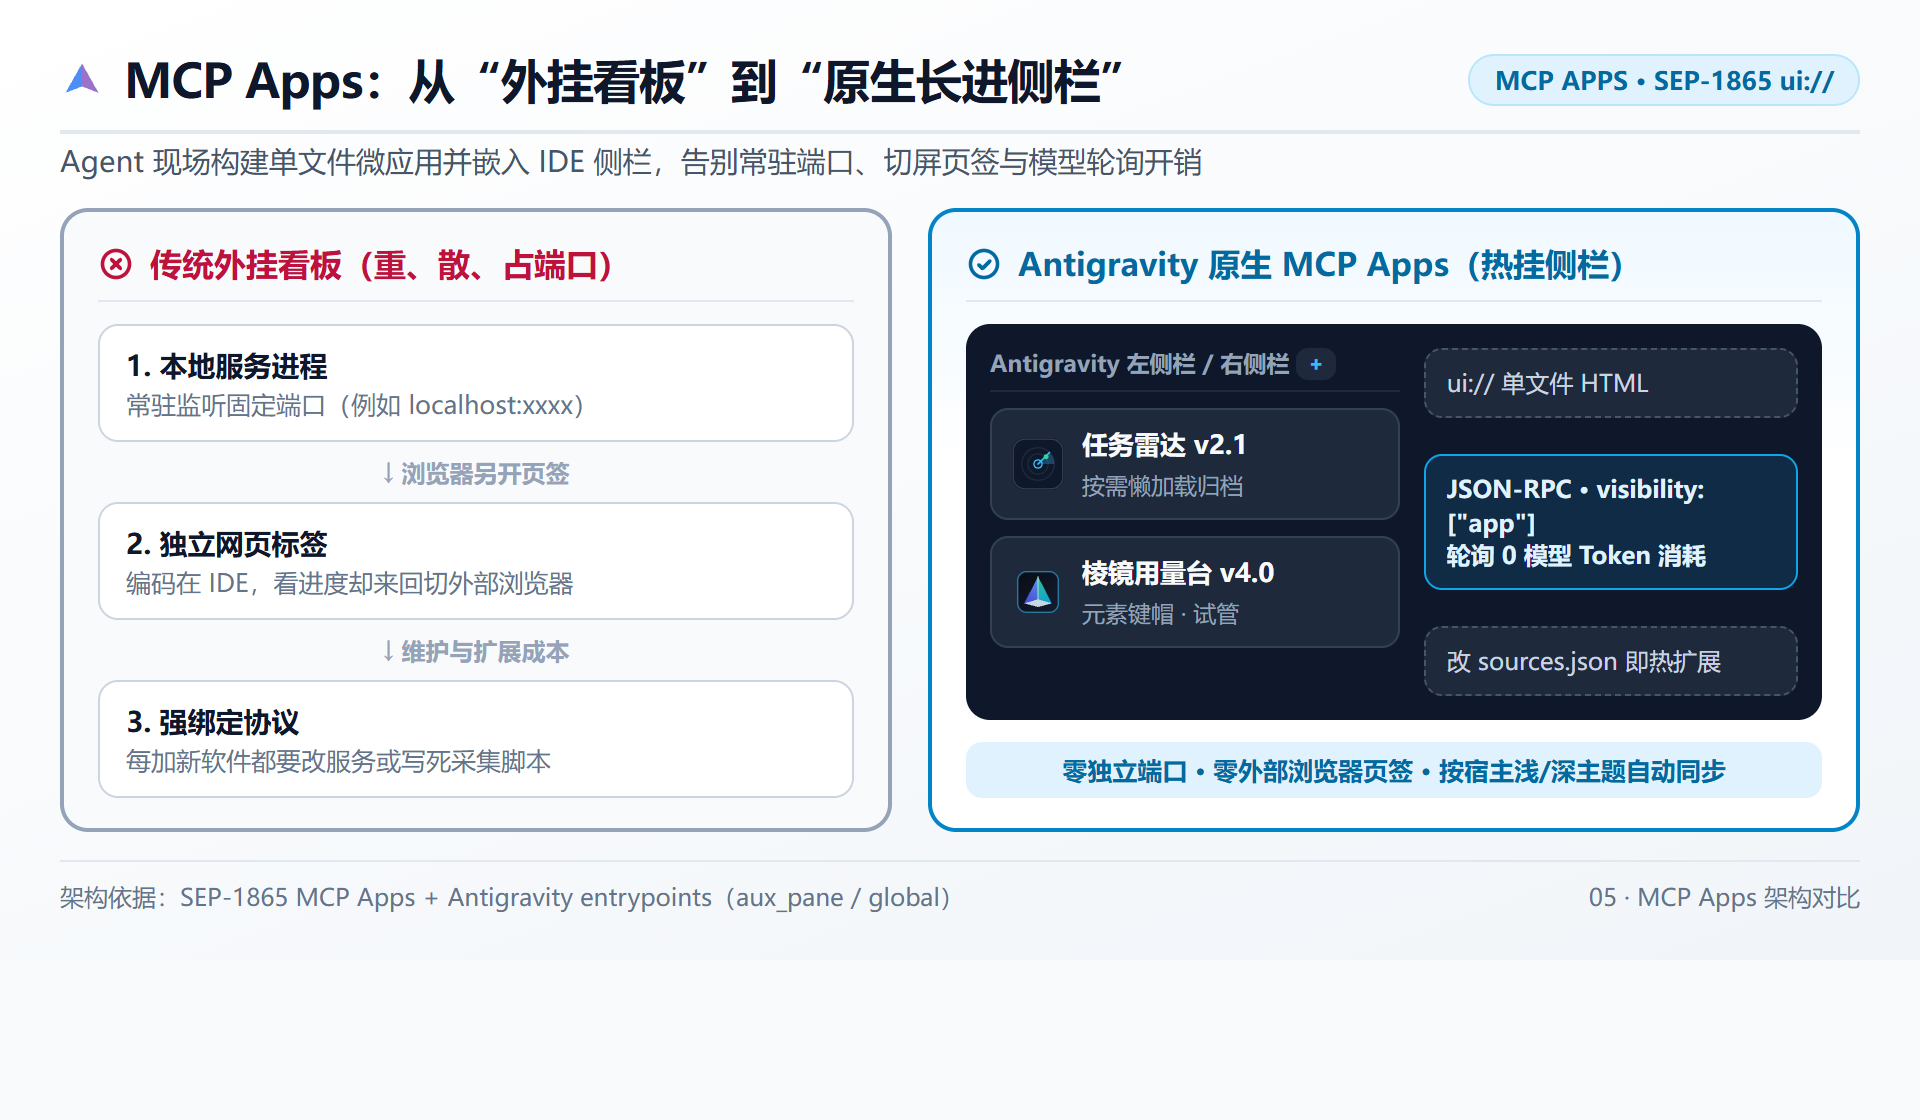 MCP Apps：从“外挂看板”到“原生长进侧栏”
MCP APPS • SEP-1865 ui://
Agent 现场构建单文件微应用并嵌入 IDE 侧栏，告别常驻端口、切屏页签与模型轮询开销
传统外挂看板（重、散、占端口）
1. 本地服务进程
常驻监听固定端口（例如 localhost:xxxx）
↓ 浏览器另开页签
2. 独立网页标签
编码在 IDE，看进度却来回切外部浏览器
↓ 维护与扩展成本
3. 强绑定协议
每加新软件都要改服务或写死采集脚本
Antigravity 原生 MCP Apps（热挂侧栏）
Antigravity 左侧栏 / 右侧栏 +
任务雷达 v2.1
按需懒加载归档
棱镜用量台 v4.0
元素键帽 · 试管
ui:// 单文件 HTML
JSON-RPC • visibility:
["app"]
轮询 0 模型 Token 消耗
改 sources.json 即热扩展
零独立端口 • 零外部浏览器页签 • 按宿主浅/深主题自动同步
架构依据：SEP-1865 MCP Apps + Antigravity entrypoints（aux_pane / global）
05 · MCP Apps 架构对比